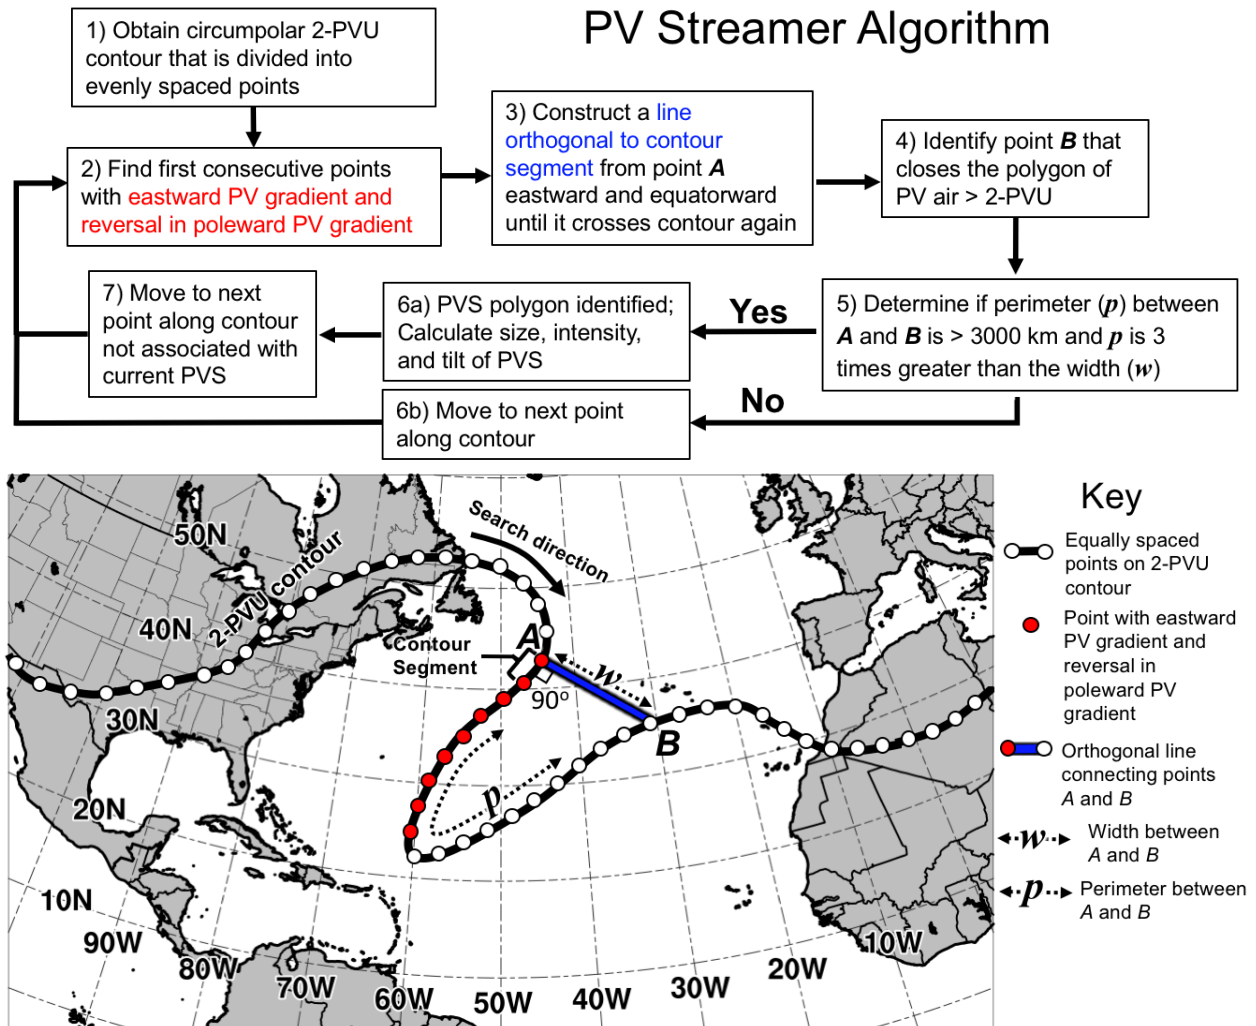 PV Streamer Algorithm
1) Obtain circumpolar 2-PVU
contour that is divided into
evenly spaced points
2) Find first consecutive points
with eastward PV gradient and
reversal in poleward PV gradient
3) Construct a line
orthogonal to contour
segment from point A
eastward and equatorward
until it crosses contour again
4) Identify point B that
closes the polygon of
PV air > 2-PVU
5) Determine if perimeter (p) between
A and B is > 3000 km and p is 3
times greater than the width (w)
Yes
6a) PVS polygon identified;
Calculate size, intensity,
and tilt of PVS
7) Move to next
point along contour
not associated with
current PVS
No
6b) Move to next point
along contour
50N
40N
30N
20N
10N
90W
80W
70W
60W
50W
40W
30W
20W
10W
2-PVU contour
Search direction
Contour
Segment
A
w
90º
B
p
Key
Equally spaced
points on 2-PVU
contour
Point with eastward
PV gradient and
reversal in
poleward PV
gradient
Orthogonal line
connecting points
A and B
w
Width between
A and B
p
Perimeter between
A and B